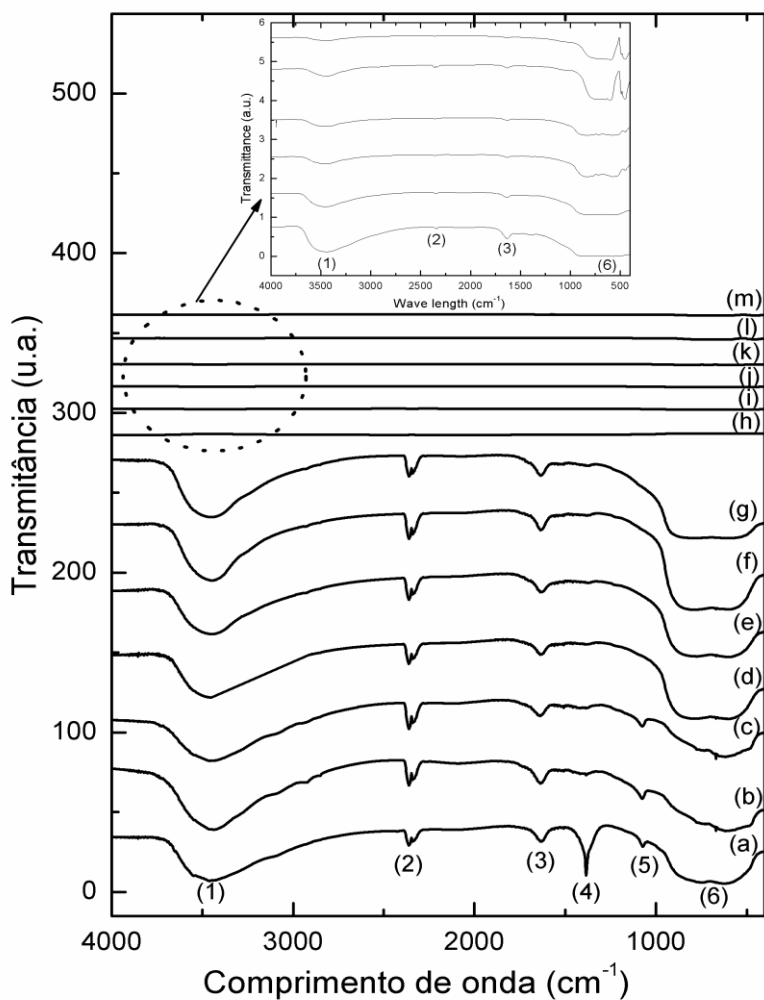 6
5
4
3
2
1
0
Transmittance (a.u.)
4000 3500 3000 2500 2000 1500 1000 500
Wave length (cm⁻¹)
(1) (2) (3) (6)
500
400
300
200
100
0
Transmitância (u.a.)
(m)
(l)
(k)
(j)
(i)
(h)
(g)
(f)
(e)
(d)
(c)
(b)
(a)
(1) (2) (3) (4) (5) (6)
4000 3000 2000 1000
Comprimento de onda (cm⁻¹)